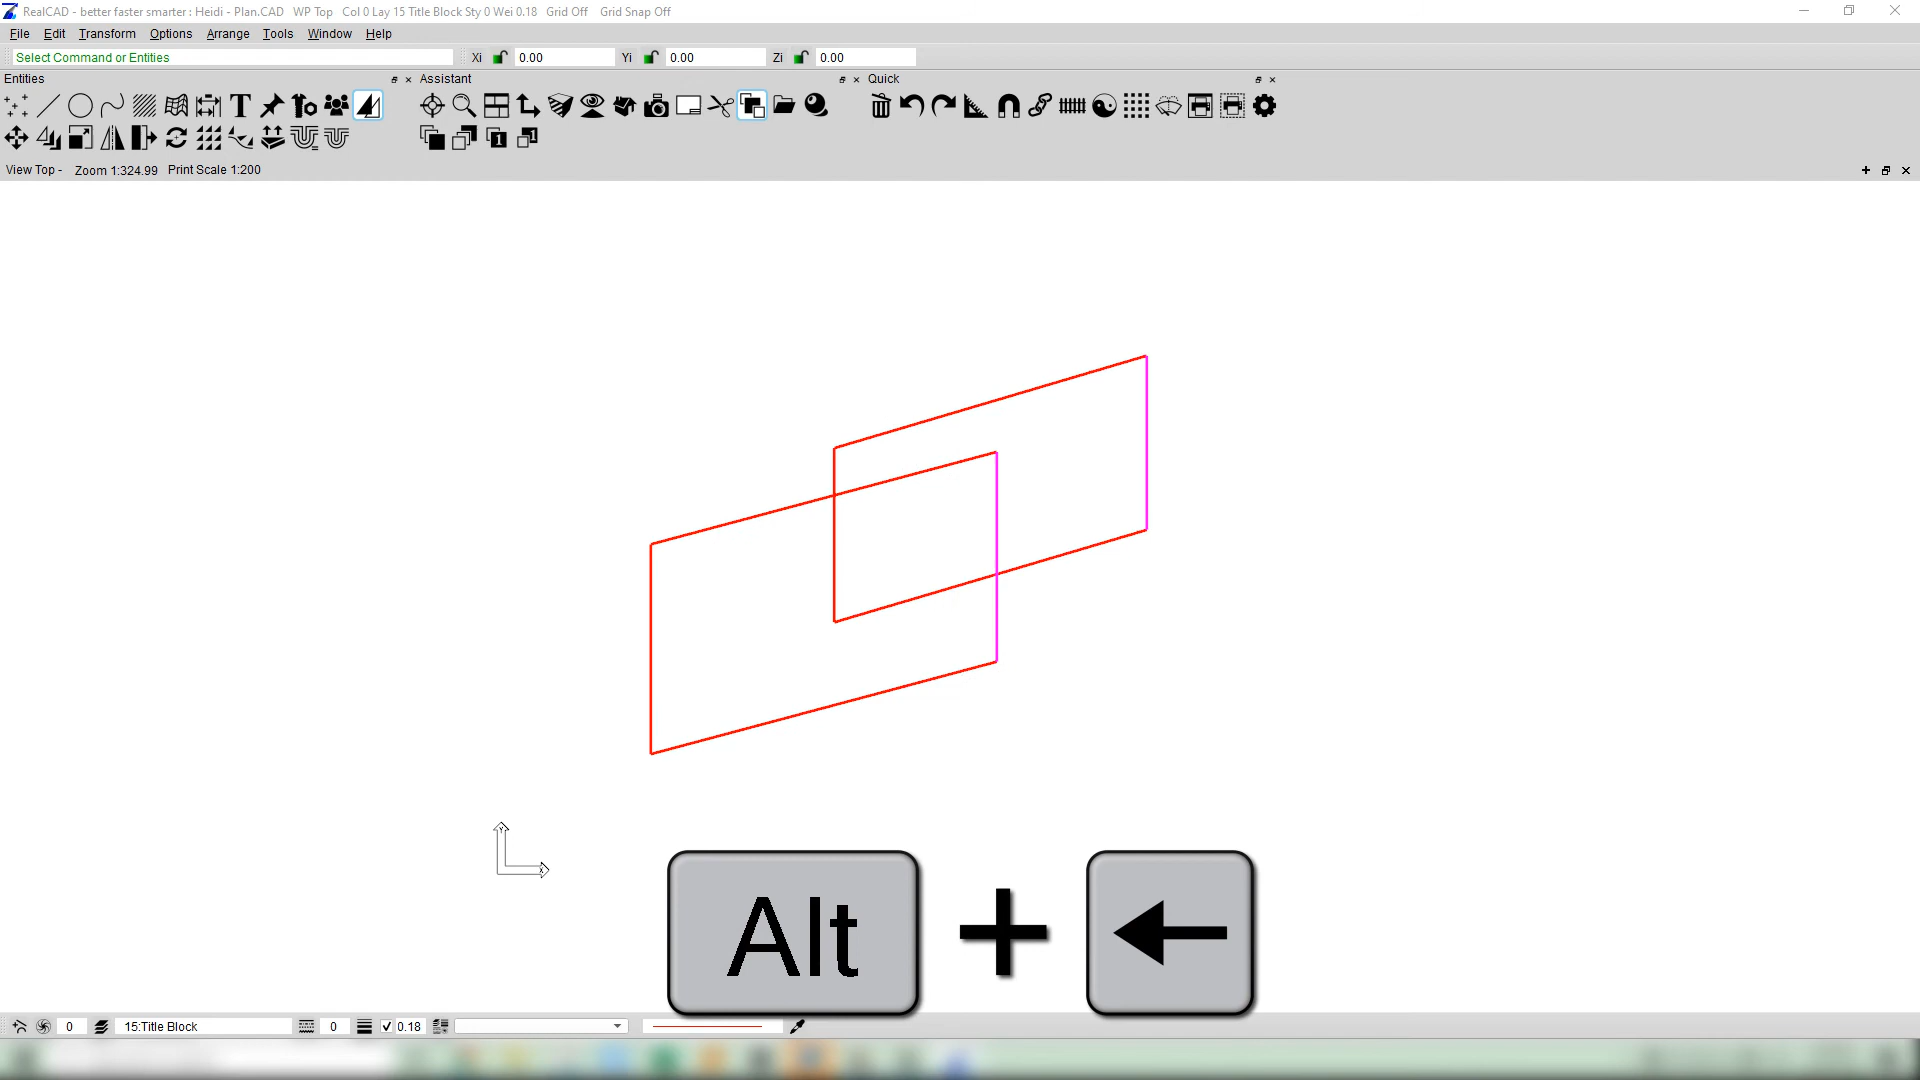 RealCAD - better faster smarter : Heidi - Plan.CAD   WP Top   Col 0 Lay 15 Title Block Sty 0 Wei 0.18   Grid Off   Grid Snap Off
File   Edit   Transform   Options   Arrange   Tools   Window   Help
Select Command or Entities   Xi   0.00   Yi   0.00   Zi   0.00
Entities   Assistant   Quick
T
1   1
View Top -   Zoom 1:324.99   Print Scale 1:200
Y
X
Alt +
0   15:Title Block   0   0.18